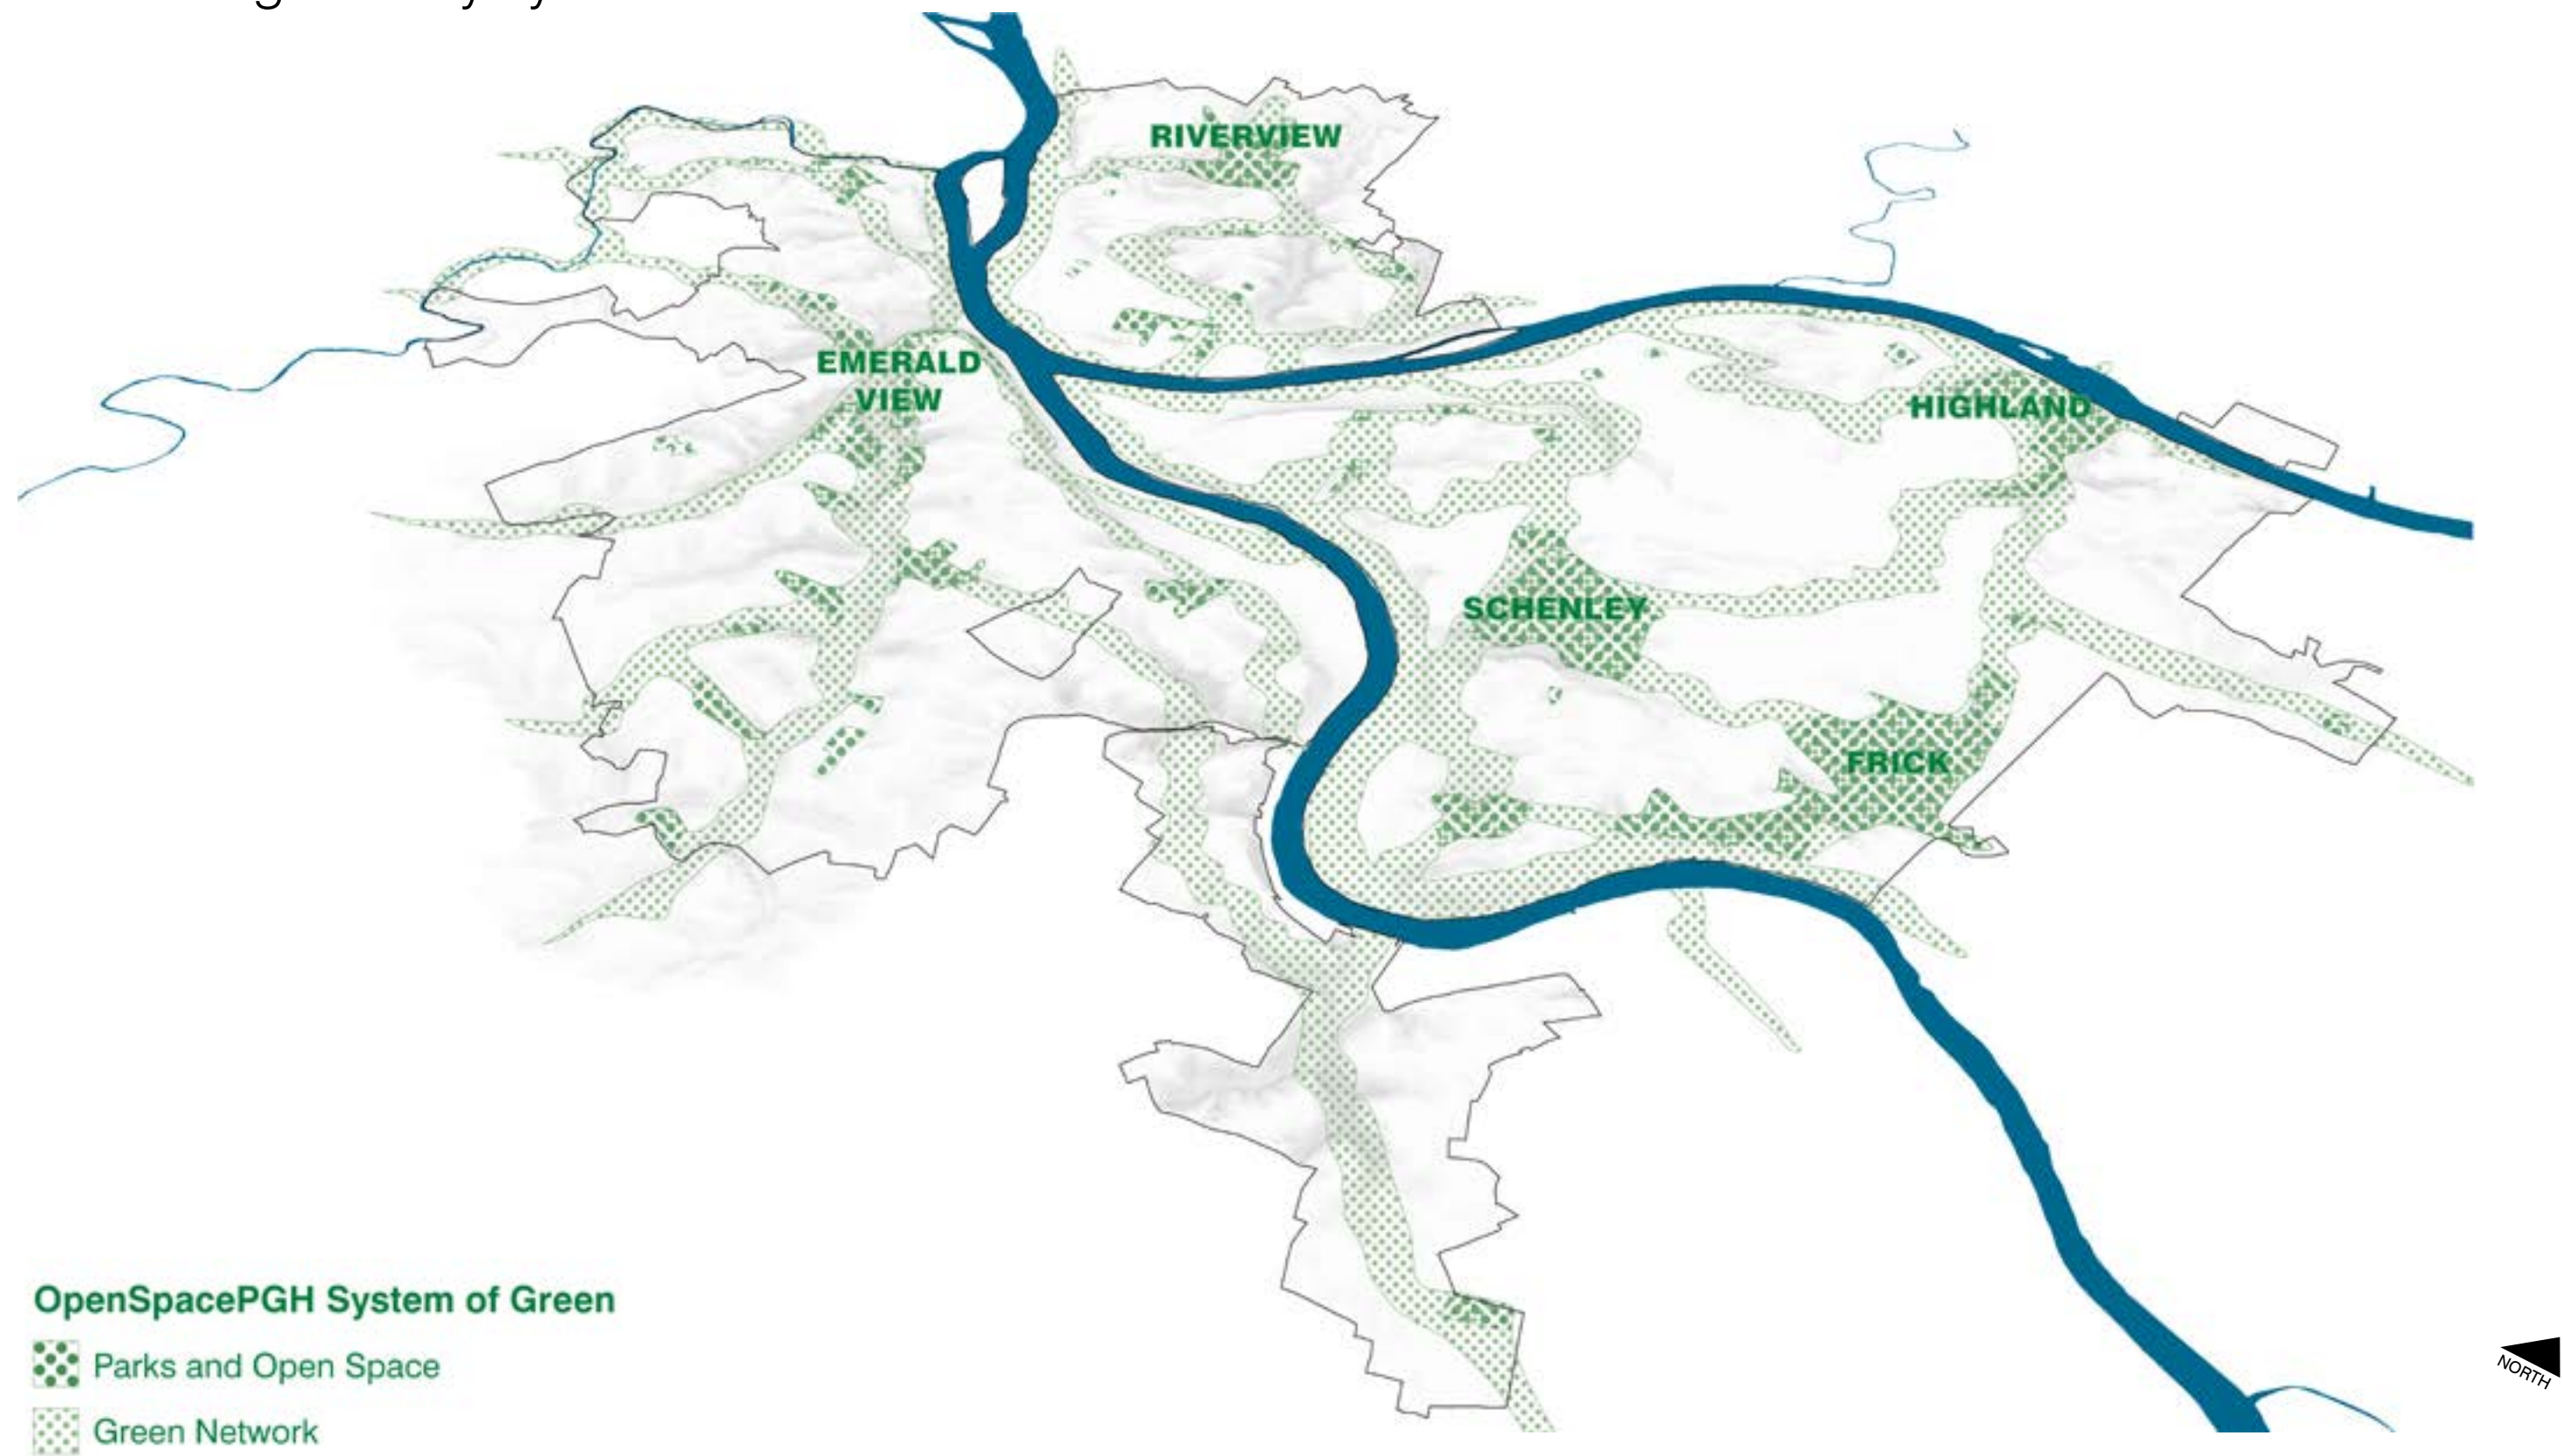 RIVERVIEW
EMERALD
VIEW
HIGHLAND
SCHENLEY
FRICK
OpenSpacePGH System of Green
Parks and Open Space
Green Network
NORTH